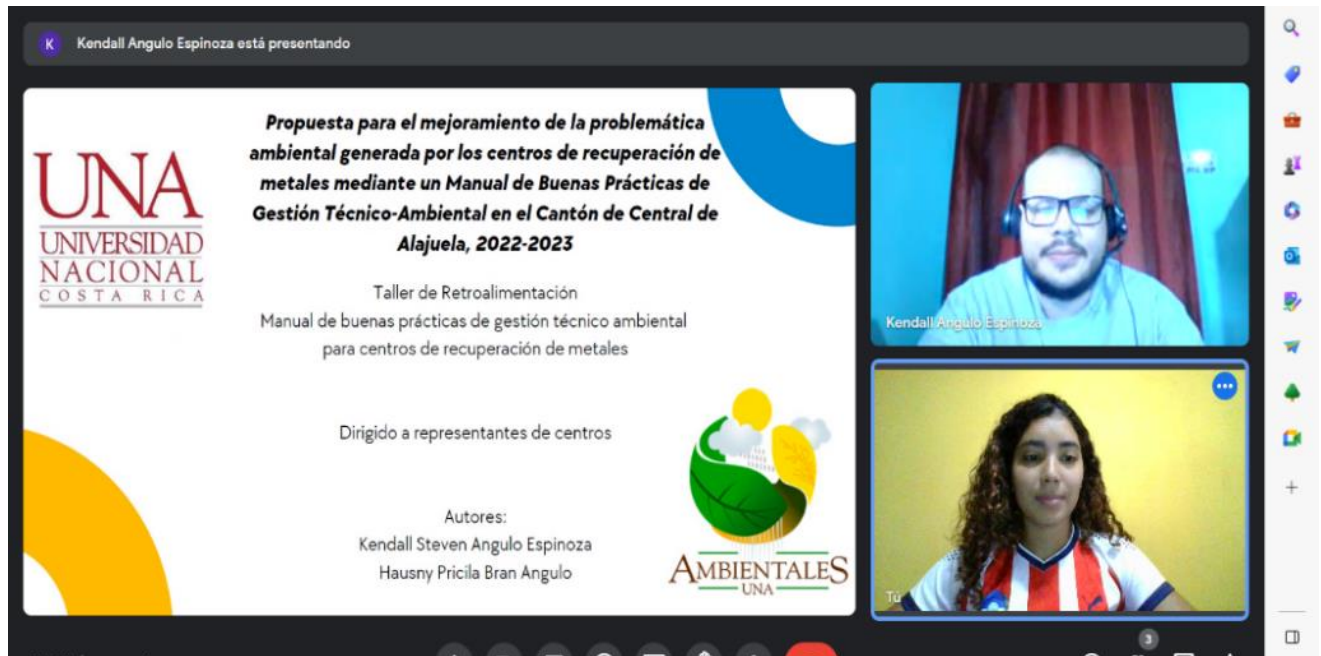 K Kendall Angulo Espinoza está presentando
UNA
UNIVERSIDAD
NACIONAL
COSTA RICA
Propuesta para el mejoramiento de la problemática
ambiental generada por los centros de recuperación de
metales mediante un Manual de Buenas Prácticas de
Gestión Técnico-Ambiental en el Cantón de Central de
Alajuela, 2022-2023
Taller de Retroalimentación
Manual de buenas prácticas de gestión técnico ambiental
para centros de recuperación de metales
Dirigido a representantes de centros
Autores:
Kendall Steven Angulo Espinoza
Hausny Pricila Bran Angulo
AMBIENTALES
UNA
Kendall Angulo Espinoza
Tú
3